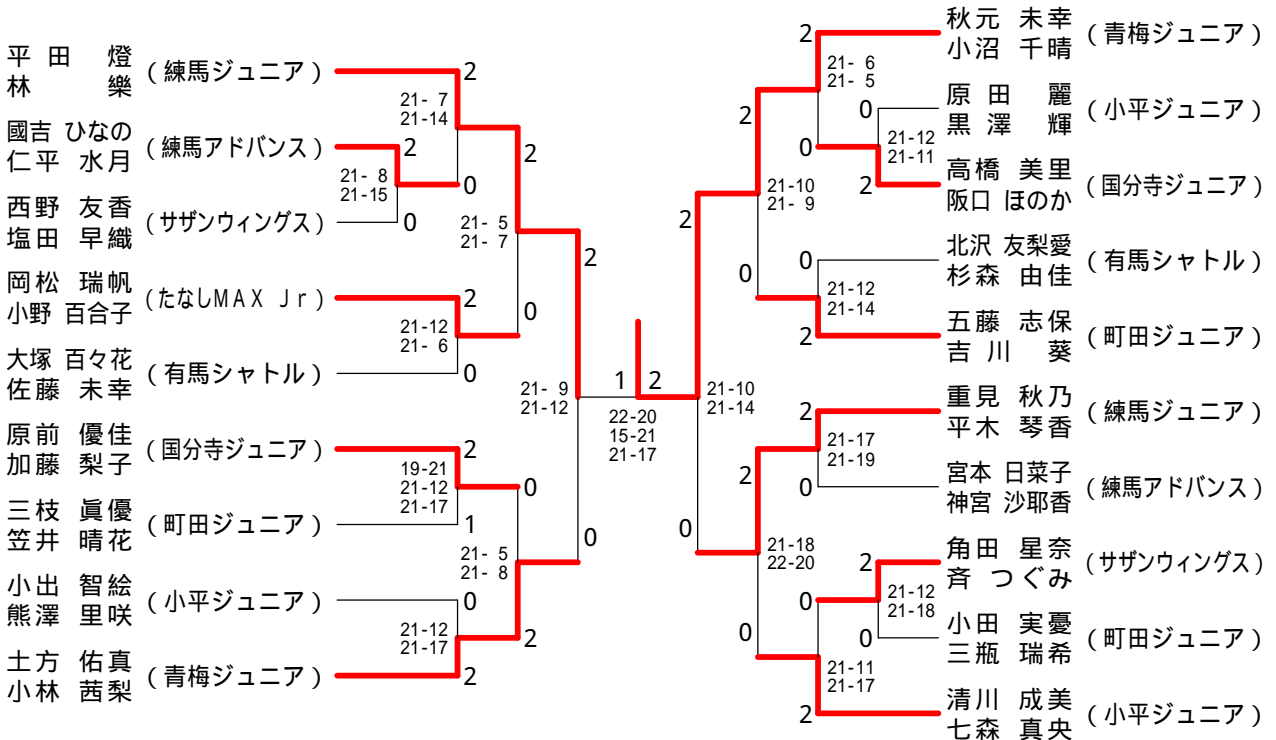 平田 燈
林 樂
(練馬ジュニア)
2
21- 7
21-14
國吉 ひなの
仁平 水月
(練馬アドバンス)
2
0
21- 8
21-15
西野 友香
塩田 早織
(サザンウィングス)
0
2
21- 5
21- 7
岡松 瑞帆
小野 百合子
(たなしMAX Jr)
2
0
21-12
21- 6
大塚 百々花
佐藤 未幸
(有馬シャトル)
0
2
21- 9
21-12
原前 優佳
加藤 梨子
(国分寺ジュニア)
2
0
19-21
21-12
21-17
三枝 眞優
笠井 晴花
(町田ジュニア)
1
0
21- 5
21- 8
小出 智絵
熊澤 里咲
(小平ジュニア)
0
2
21-12
21-17
土方 佑真
小林 茜梨
(青梅ジュニア)
2
1 2
22-20
15-21
21-17
2
秋元 未幸
小沼 千晴
(青梅ジュニア)
21- 6
21- 5
2
0
原田 麗
黒澤 輝
(小平ジュニア)
0
21-12
21-11
2
高橋 美里
阪口 ほのか
(国分寺ジュニア)
2
21-10
21- 9
0
北沢 友梨愛
杉森 由佳
(有馬シャトル)
0
21-12
21-14
2
五藤 志保
吉川 葵
(町田ジュニア)
21-10
21-14
2
重見 秋乃
平木 琴香
(練馬ジュニア)
2
21-17
21-19
0
宮本 日菜子
神宮 沙耶香
(練馬アドバンス)
0
21-18
22-20
2
角田 星奈
斉 つぐみ
(サザンウィングス)
0
21-12
21-18
0
0
小田 実憂
三瓶 瑞希
(町田ジュニア)
21-11
21-17
2
清川 成美
七森 真央
(小平ジュニア)